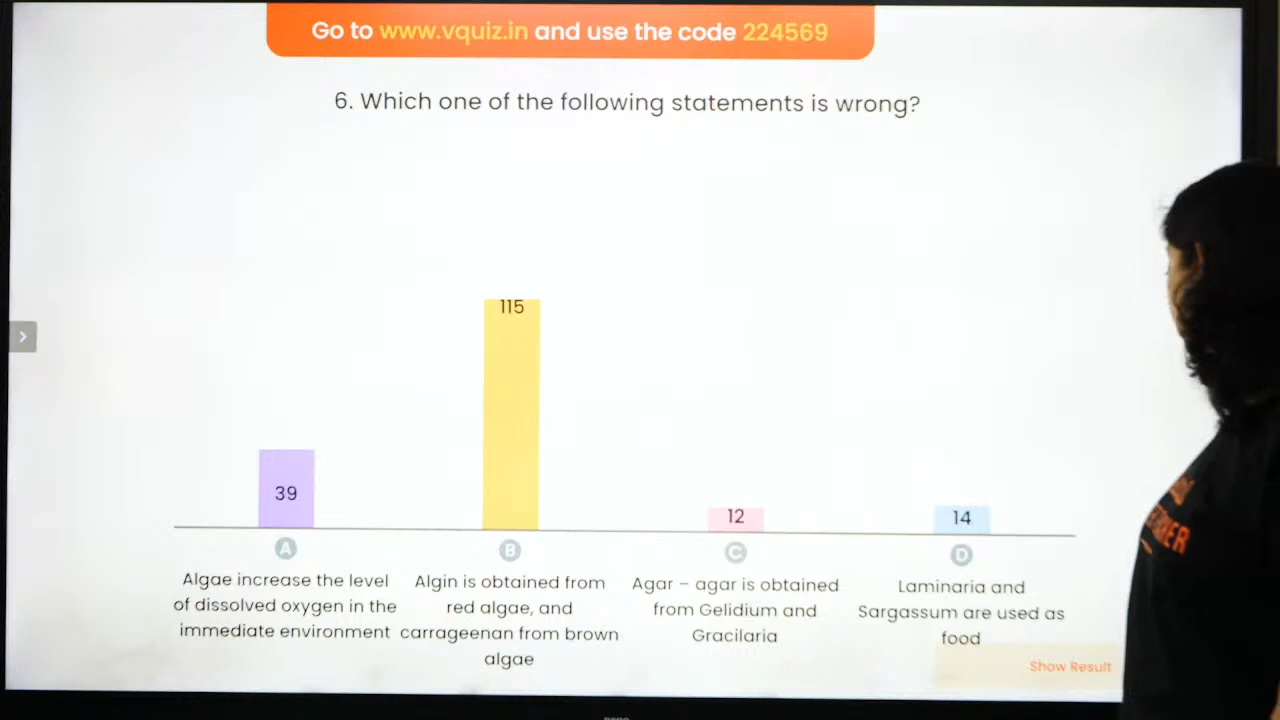 Go to www.vquiz.in and use the code 224569
6. Which one of the following statements is wrong?
115
39
12
14
A
B
C
D
Algae increase the level
of dissolved oxygen in the
immediate environment
Algin is obtained from
red algae, and
carrageenan from brown
algae
Agar – agar is obtained
from Gelidium and
Gracilaria
Laminaria and
Sargassum are used as
food
Show Result